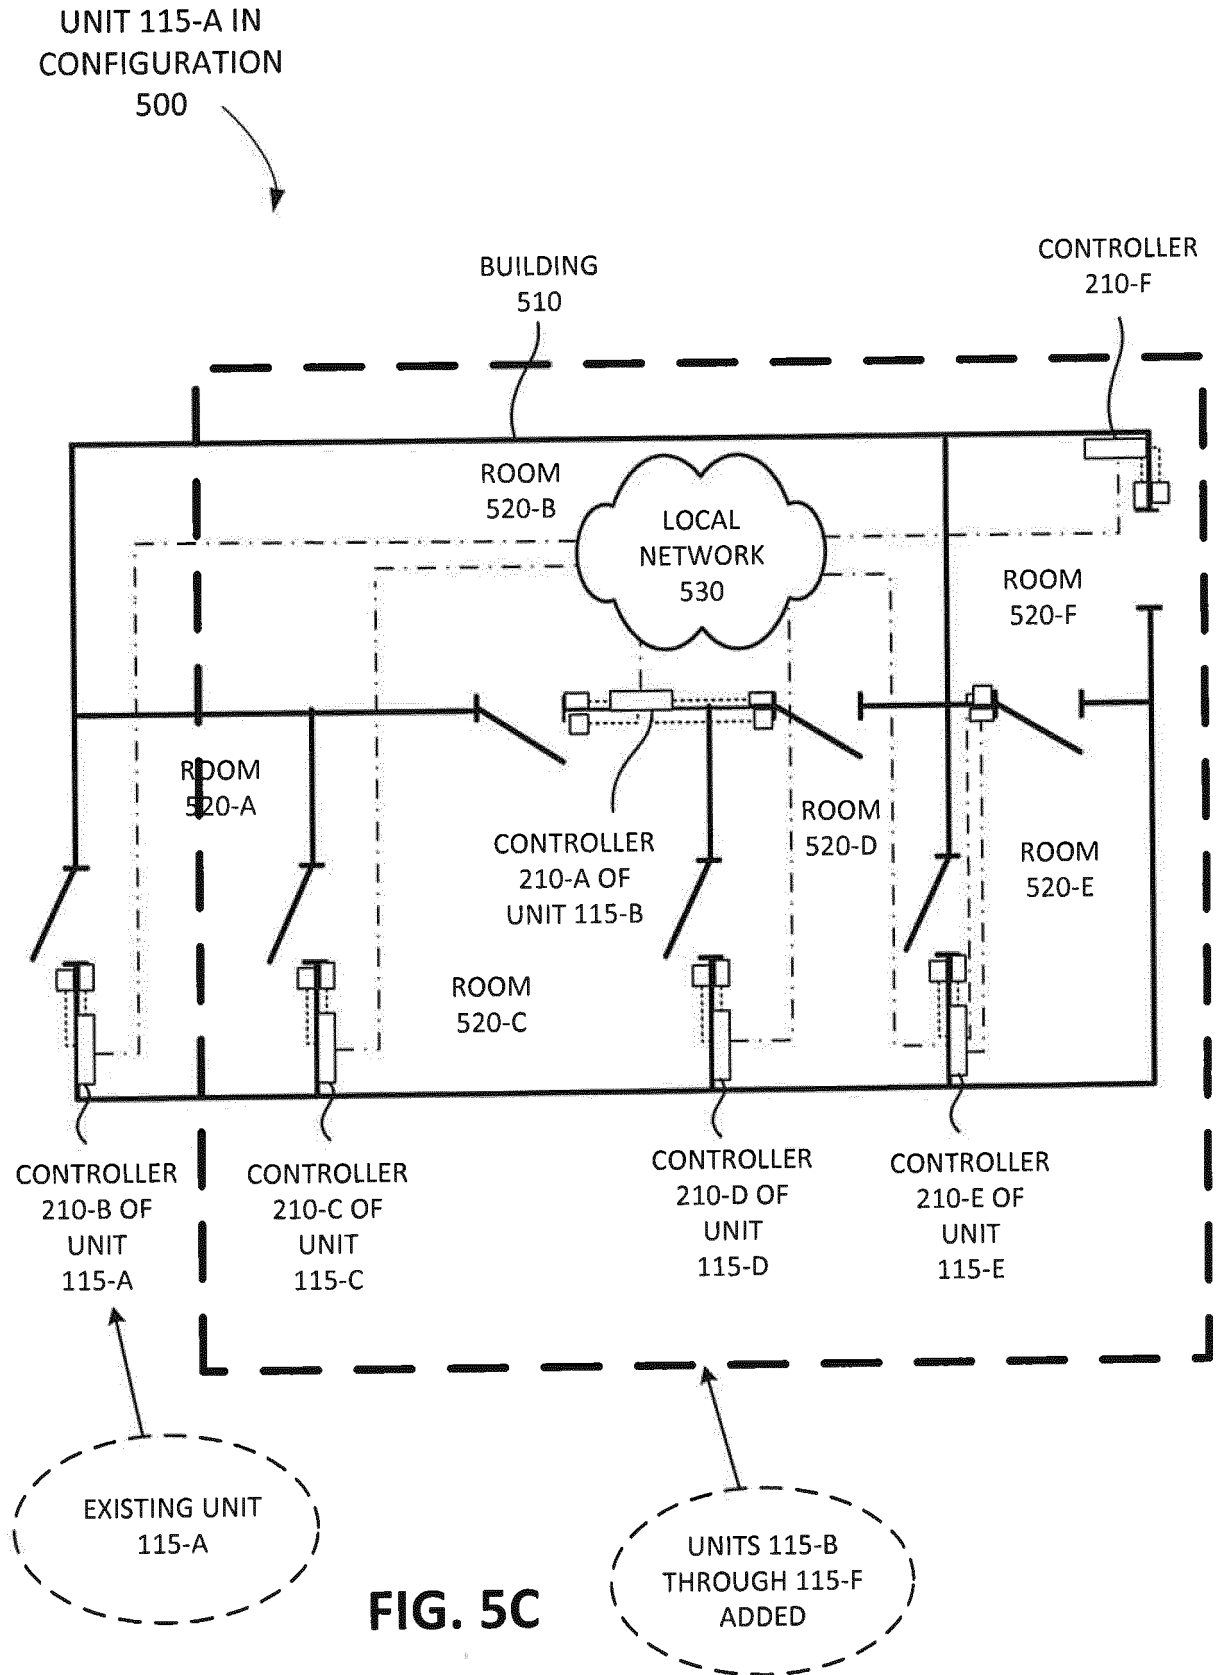 UNIT 115-A IN
CONFIGURATION
500
BUILDING
510
CONTROLLER
210-F
ROOM
520-B
LOCAL
NETWORK
530
ROOM
520-F
ROOM
520-A
CONTROLLER
210-A OF
UNIT 115-B
ROOM
520-D
ROOM
520-E
ROOM
520-C
CONTROLLER
210-B OF
UNIT
115-A
CONTROLLER
210-C OF
UNIT
115-C
CONTROLLER
210-D OF
UNIT
115-D
CONTROLLER
210-E OF
UNIT
115-E
EXISTING UNIT
115-A
UNITS 115-B
THROUGH 115-F
ADDED
FIG. 5C